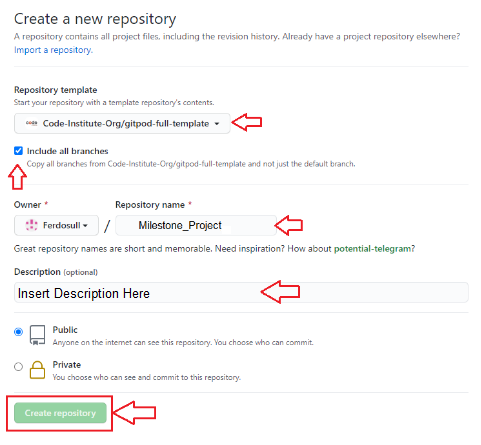 Create a new repository
A repository contains all project files, including the revision history. Already have a project repository elsewhere?
Import a repository.
Repository template
Start your repository with a template repository's contents.
Code-Institute-Org/gitpod-full-template
Include all branches
Copy all branches from Code-Institute-Org/gitpod-full-template and not just the default branch.
Owner * Repository name *
Ferdosull / Milestone_Project
Great repository names are short and memorable. Need inspiration? How about potential-telegram?
Description (optional)
Insert Description Here
Public
Anyone on the internet can see this repository. You choose who can commit.
Private
You choose who can see and commit to this repository.
Create repository